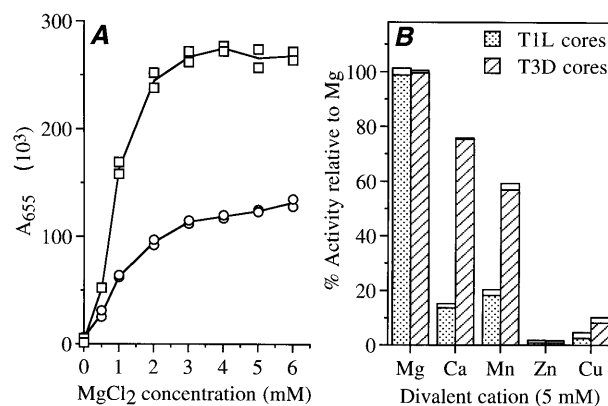 A
300
200
100
0
A655 (10³)
0 1 2 3 4 5 6
MgCl2 concentration (mM)
B
T1L cores
T3D cores
100
80
60
40
20
0
% Activity relative to Mg
Mg Ca Mn Zn Cu
Divalent cation (5 mM)